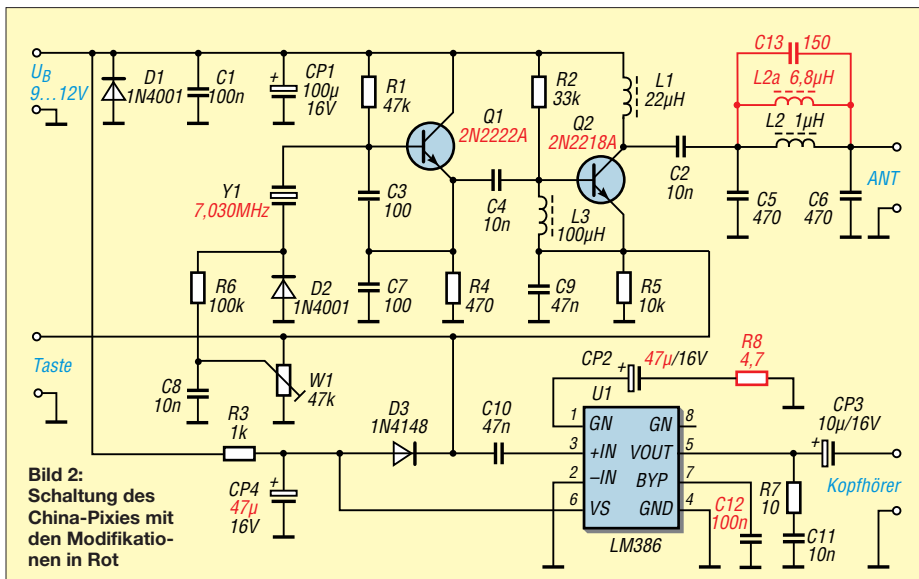 U_B
9…12V
D1
1N4001
C1
100n
CP1
100µ
16V
+
R1
47k
Q1
2N2222A
R2
33k
Q2
2N2218A
L1
22µH
C2
10n
C13 150
L2a 6,8µH
L2 1µH
ANT
C5
470
C6
470
Y1
7,030MHz
C3
100
C4
10n
L3
100µH
R6
100k
D2
1N4001
C7
100
R4
470
C9
47n
R5
10k
Taste
C8
10n
W1
47k
R3
1k
D3
1N4148
C10
47n
CP4
47µ
16V
+
CP2
+
47µ/16V
R8
4,7
U1
1 GN
3 +IN
2 –IN
6 VS
GN 8
VOUT 5
BYP 7
GND 4
LM386
CP3
10µ/16V
+
R7
10
C12
100n
C11
10n
Kopfhörer
Bild 2:
Schaltung des
China-Pixies mit
den Modifikatio-
nen in Rot